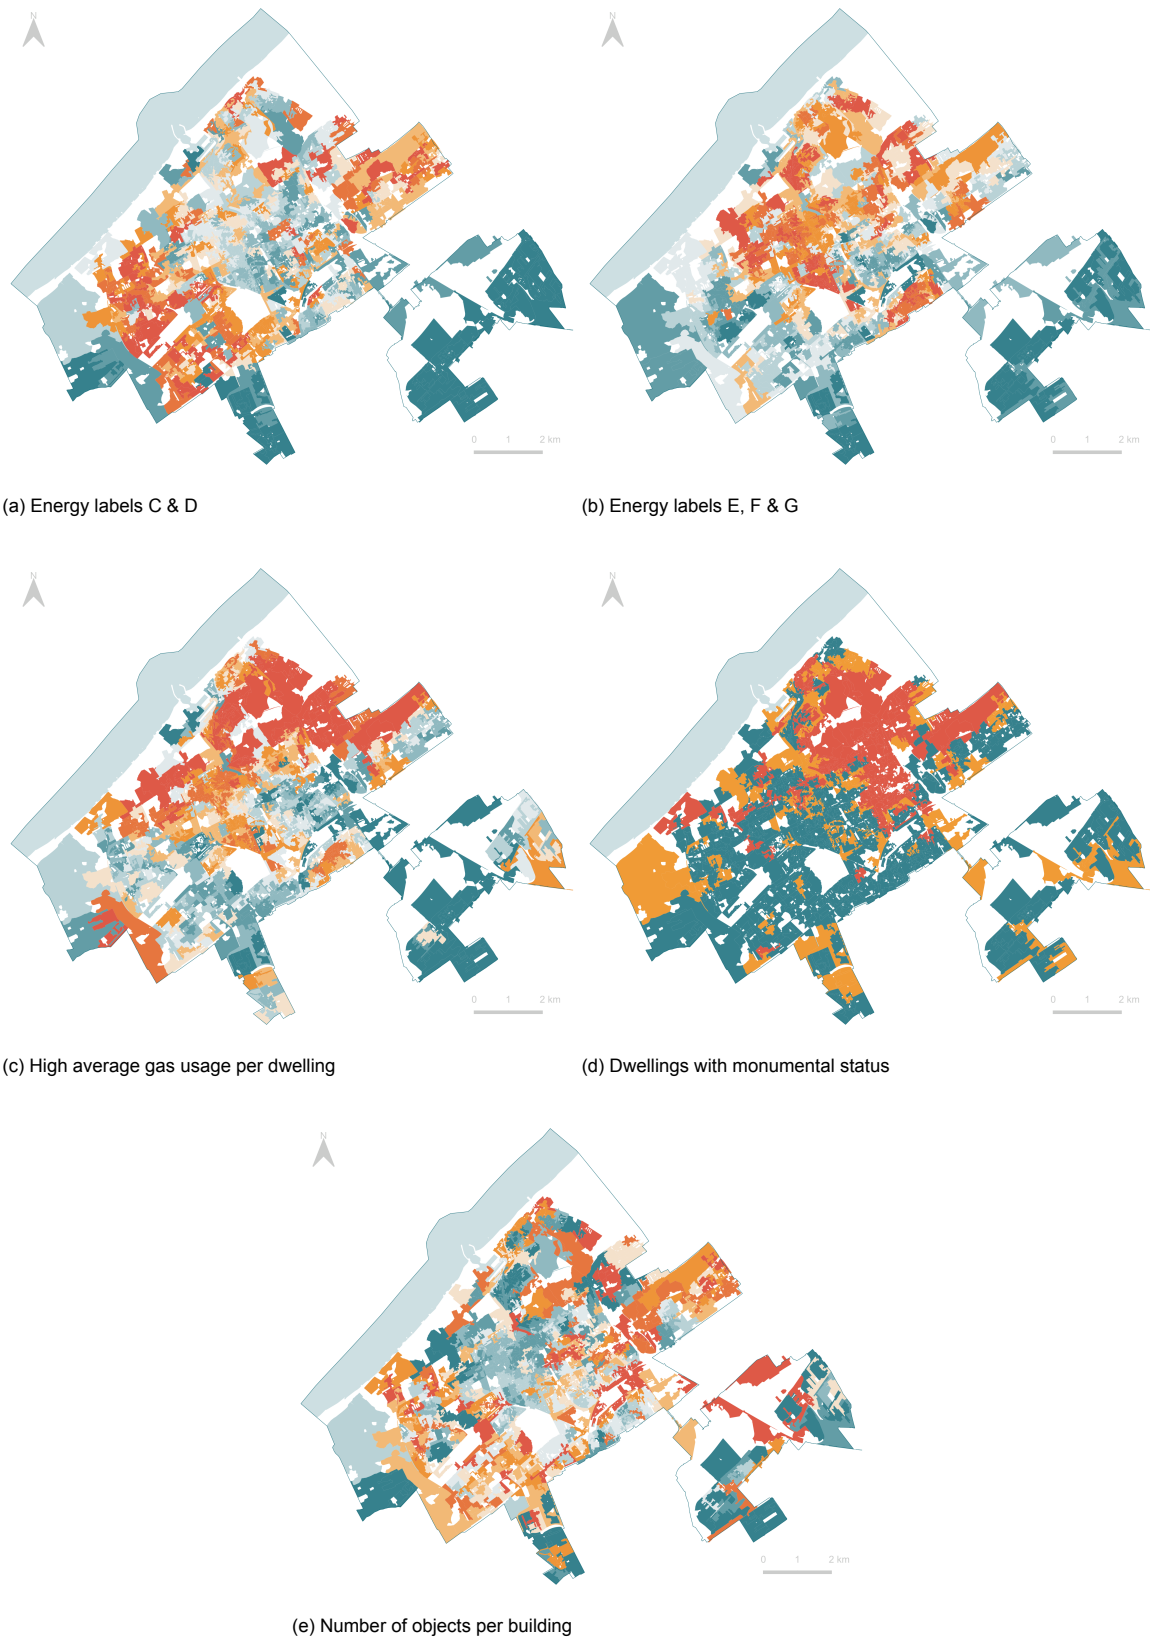 N
N
0 1 2 km
0 1 2 km
(a) Energy labels C & D
(b) Energy labels E, F & G
N
N
0 1 2 km
0 1 2 km
(c) High average gas usage per dwelling
(d) Dwellings with monumental status
N
0 1 2 km
(e) Number of objects per building